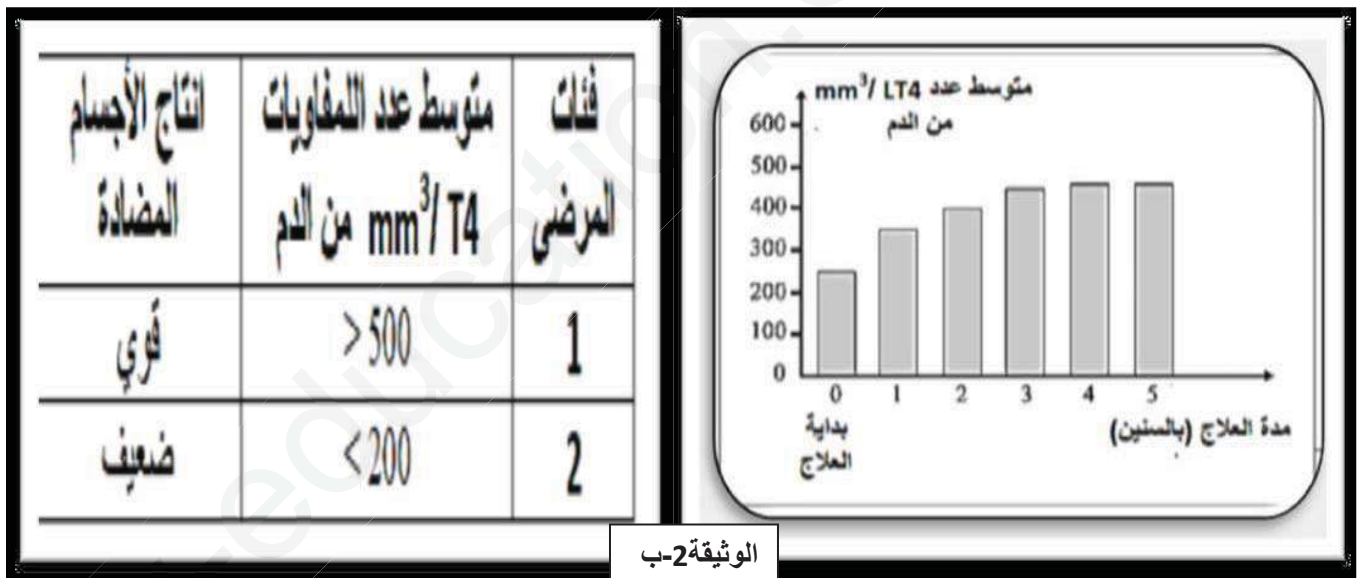 فئات المرضى
متوسط عدد اللمفاويات mm³/ T4 من الدم
انتاج الأجسام المضادة
1
>500
قوي
2
<200
ضعيف
متوسط عدد mm³/ LT4
من الدم
600
500
400
300
200
100
0
0 1 2 3 4 5
بداية العلاج
مدة العلاج (بالسنين)
الوثيقة2-ب